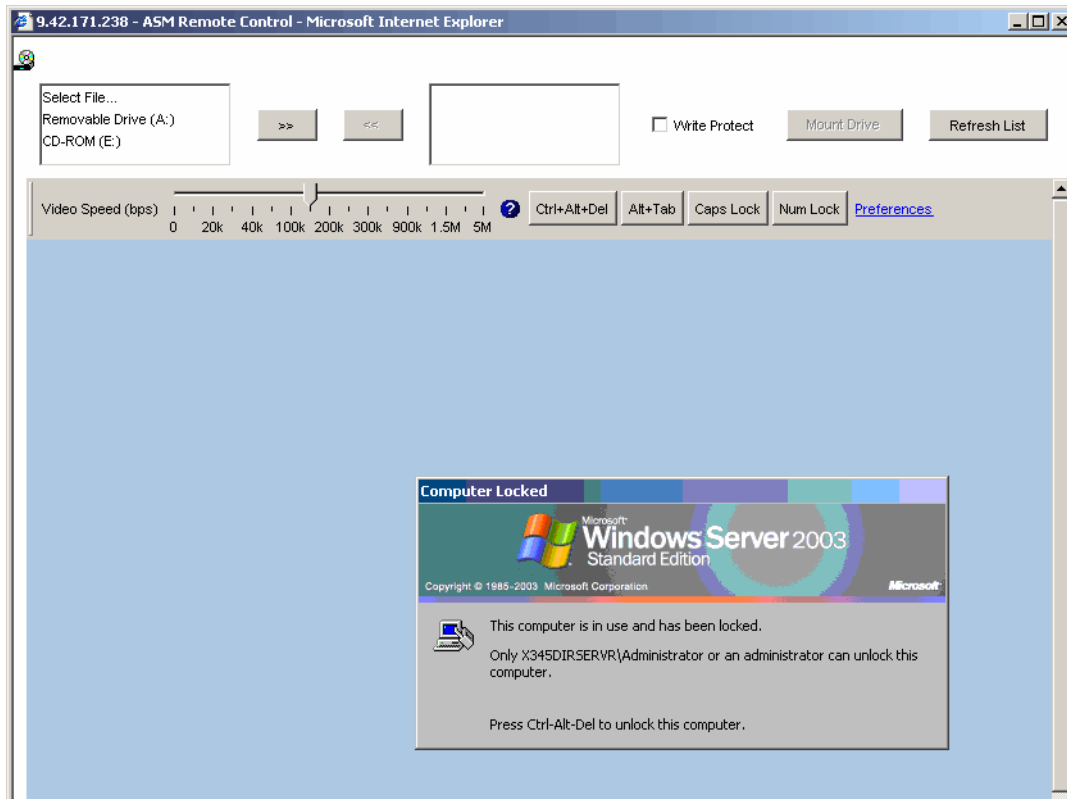 9.42.171.238 - ASM Remote Control - Microsoft Internet Explorer
Select File...
Removable Drive (A:)
CD-ROM (E:)
>>
<<
Write Protect
Mount Drive
Refresh List
Video Speed (bps)
0 20k 40k 100k 200k 300k 900k 1.5M 5M
?
Ctrl+Alt+Del
Alt+Tab
Caps Lock
Num Lock
Preferences
Computer Locked
Microsoft
Windows Server 2003
Standard Edition
Copyright © 1985-2003 Microsoft Corporation
Microsoft
This computer is in use and has been locked.
Only X345DIRSERVR\Administrator or an administrator can unlock this
computer.
Press Ctrl-Alt-Del to unlock this computer.